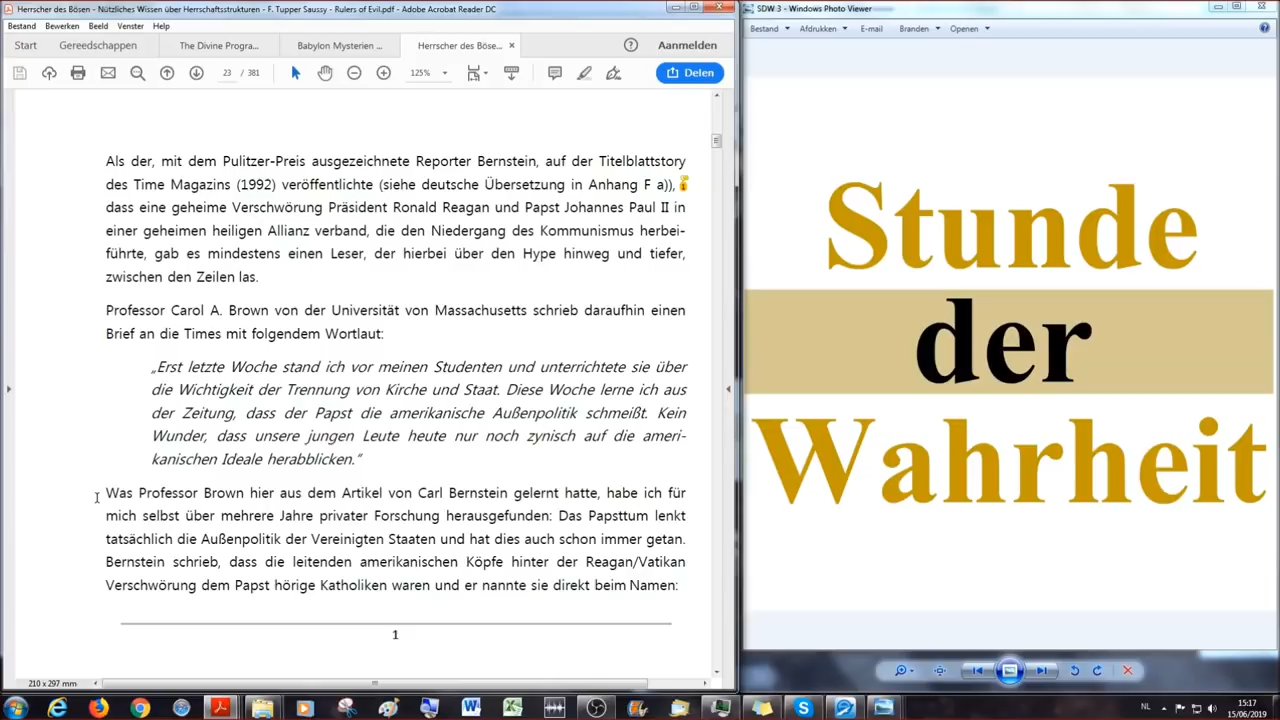 Herrscher des Bösen - Nützliches Wissen über Herrschaftsstrukturen - F. Tupper Saussy - Rulers of Evil.pdf - Adobe Acrobat Reader DC
Bestand Bewerken Beeld Venster Help
Start Gereedschappen The Divine Progra... Babylon Mysterien ... Herrscher des Böse... × Anmelden
23 / 381 125% Delen
Als der, mit dem Pulitzer-Preis ausgezeichnete Reporter Bernstein, auf der Titelblattstory
des Time Magazins (1992) veröffentlichte (siehe deutsche Übersetzung in Anhang F a)),
dass eine geheime Verschwörung Präsident Ronald Reagan und Papst Johannes Paul II in
einer geheimen heiligen Allianz verband, die den Niedergang des Kommunismus herbei-
führte, gab es mindestens einen Leser, der hierbei über den Hype hinweg und tiefer,
zwischen den Zeilen las.
Professor Carol A. Brown von der Universität von Massachusetts schrieb daraufhin einen
Brief an die Times mit folgendem Wortlaut:
„Erst letzte Woche stand ich vor meinen Studenten und unterrichtete sie über
die Wichtigkeit der Trennung von Kirche und Staat. Diese Woche lerne ich aus
der Zeitung, dass der Papst die amerikanische Außenpolitik schmeißt. Kein
Wunder, dass unsere jungen Leute heute nur noch zynisch auf die ameri-
kanischen Ideale herabblicken.”
Was Professor Brown hier aus dem Artikel von Carl Bernstein gelernt hatte, habe ich für
mich selbst über mehrere Jahre privater Forschung herausgefunden: Das Papsttum lenkt
tatsächlich die Außenpolitik der Vereinigten Staaten und hat dies auch schon immer getan.
Bernstein schrieb, dass die leitenden amerikanischen Köpfe hinter der Reagan/Vatikan
Verschwörung dem Papst hörige Katholiken waren und er nannte sie direkt beim Namen:
1
210 x 297 mm
SDW 3 - Windows Photo Viewer
Bestand Afdrukken E-mail Branden Openen
Stunde
der
Wahrheit
NL 15:17
15/06/2019